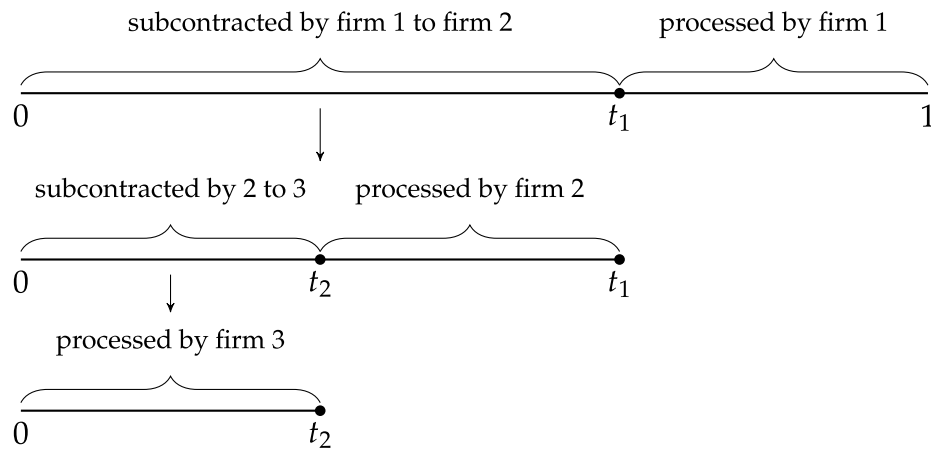 subcontracted by firm 1 to firm 2 processed by firm 1
0 t₁ 1
subcontracted by 2 to 3 processed by firm 2
0 t₂ t₁
processed by firm 3
0 t₂